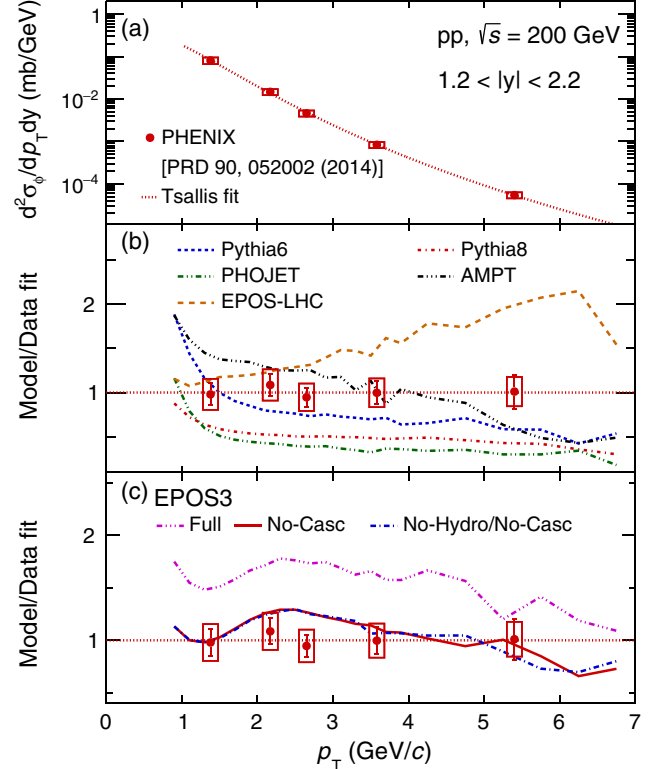 d²σ_ϕ/dp_T dy (mb/GeV)
1
10⁻²
10⁻⁴
(a)
pp, √s = 200 GeV
1.2 < |y| < 2.2
PHENIX
[PRD 90, 052002 (2014)]
Tsallis fit
Model/Data fit
2
1
(b)
Pythia6
Pythia8
PHOJET
AMPT
EPOS-LHC
Model/Data fit
2
1
(c) EPOS3
Full
No-Casc
No-Hydro/No-Casc
0 1 2 3 4 5 6 7
p_T (GeV/c)